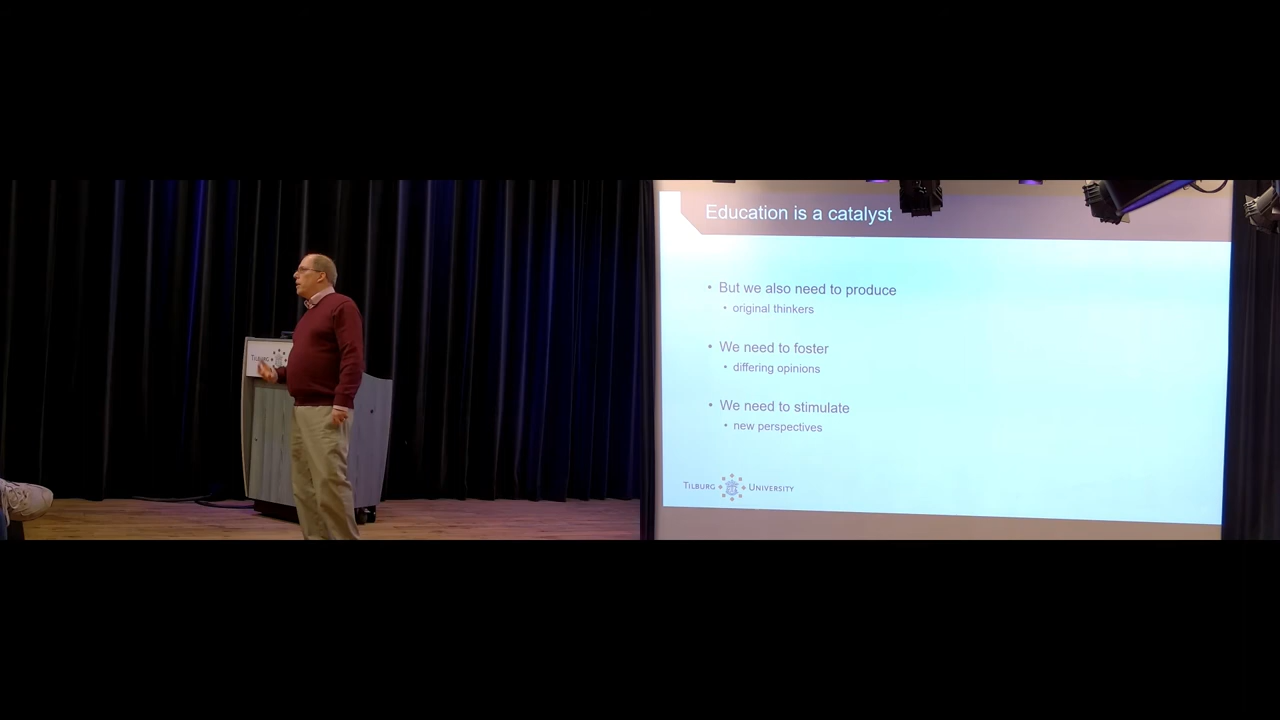 TILBURG
Education is a catalyst
• But we also need to produce
• original thinkers
• We need to foster
• differing opinions
• We need to stimulate
• new perspectives
TILBURG UNIVERSITY